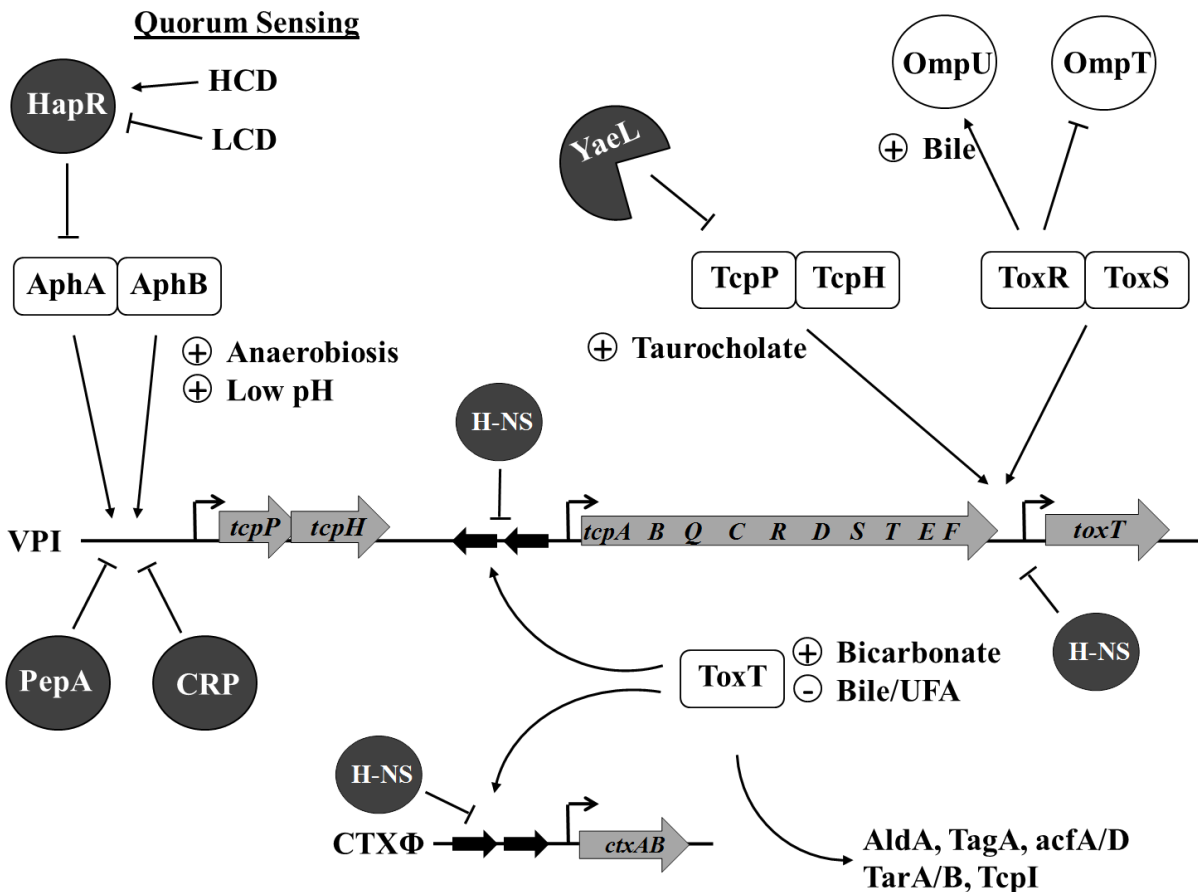 Quorum Sensing
HapR
HCD
LCD
OmpU
OmpT
YaeL
+ Bile
AphA
AphB
TcpP
TcpH
ToxR
ToxS
+ Anaerobiosis
+ Low pH
+ Taurocholate
H-NS
VPI
tcpP
tcpH
tcpA B Q C R D S T E F
toxT
PepA
CRP
ToxT
+ Bicarbonate
- Bile/UFA
H-NS
H-NS
CTXΦ
ctxAB
AldA, TagA, acfA/D
TarA/B, TcpI